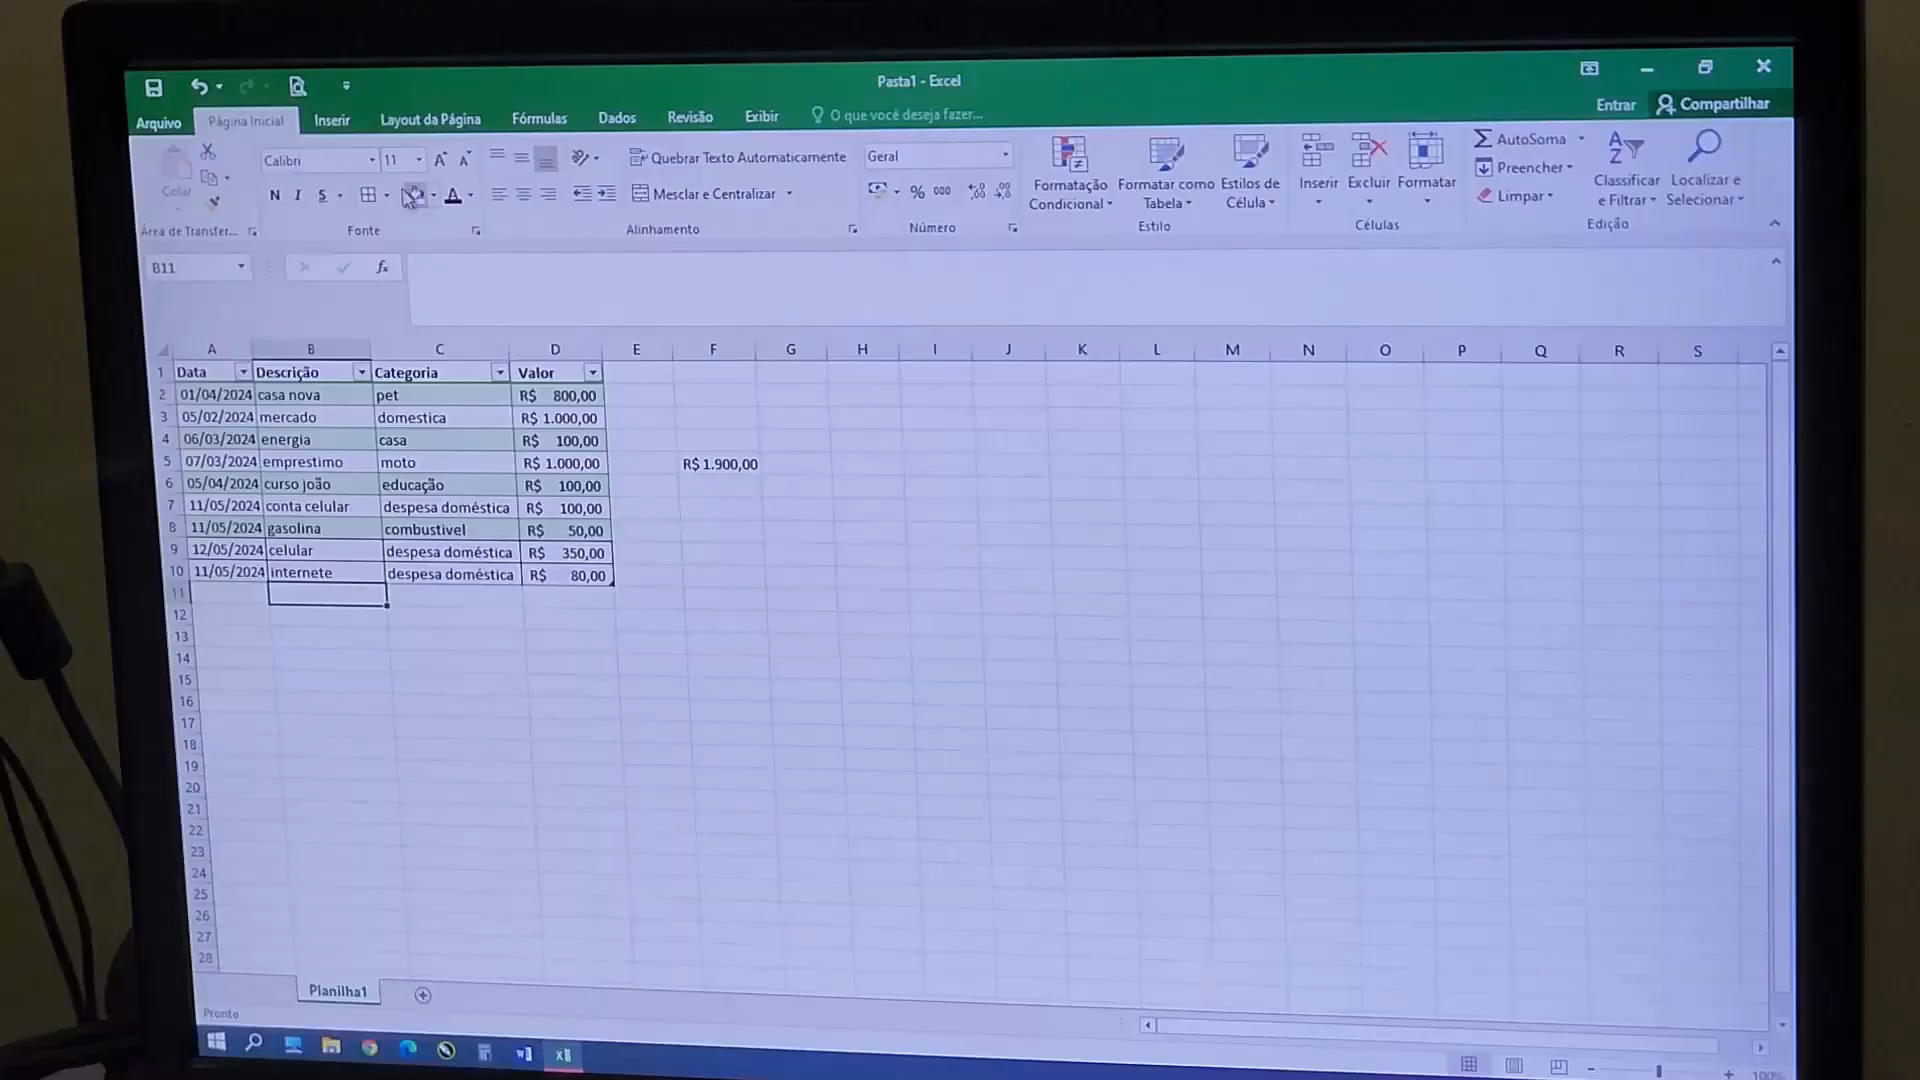 Pasta1 - Excel
Arquivo Página Inicial Inserir Layout da Página Fórmulas Dados Revisão Exibir O que você deseja fazer... Entrar Compartilhar
Colar
Calibri 11
N I S A
Quebrar Texto Automaticamente
Mesclar e Centralizar
Geral
% 000
Formatação Condicional
Formatar como Tabela
Estilos de Célula
Inserir Excluir Formatar
AutoSoma
Preencher
Limpar
Classificar e Filtrar
Localizar e Selecionar
Área de Transfer... Fonte Alinhamento Número Estilo Células Edição
B11 fx
A B C D E F G H I J K L M N O P Q R S
1 Data Descrição Categoria Valor
2 01/04/2024 casa nova pet R$ 800,00
3 05/02/2024 mercado domestica R$ 1.000,00
4 06/03/2024 energia casa R$ 100,00
5 07/03/2024 emprestimo moto R$ 1.000,00 R$ 1.900,00
6 05/04/2024 curso joão educação R$ 100,00
7 11/05/2024 conta celular despesa doméstica R$ 100,00
8 11/05/2024 gasolina combustivel R$ 50,00
9 12/05/2024 celular despesa doméstica R$ 350,00
10 11/05/2024 internete despesa doméstica R$ 80,00
11
12
13
14
15
16
17
18
19
20
21
22
23
24
25
26
27
28
Planilha1
Pronto
100%